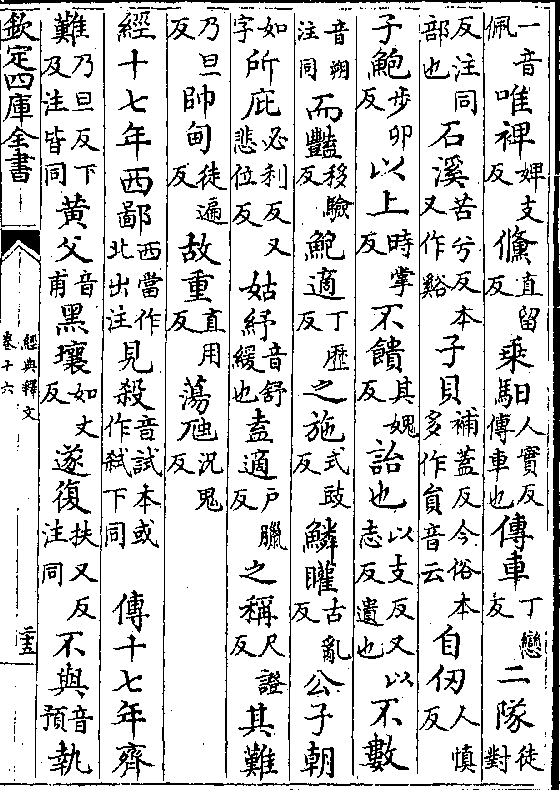 一音佩唯裨婢支反儵直留反乘馹人實反傳車也傳車丁戀反二隊徒對
反注同部也石溪苦兮反本又作谿子貝補蓋反今俗本多作貟音云自仞人慎反
子鮑步卯反以上時掌反不饋其媿反詒也以支反又以志反遺也不數
音朔注同而豔移驗反鮑適丁歷反之施式豉反鱗矔古亂反公子朝
如字所庇必利反又悲位反姑紓音舒緩也盍適戶臘反之稱尺證反其難
乃旦反帥甸徒遍反故重直用反蕩虺況鬼反
經十七年西鄙西當作北出注見殺音試本或作弑下同傳十七年齊
難乃旦反下及注皆同黃父音甫黑壤如丈反遂復扶又反注同不與音預執
欽定四庫全書
經典釋文
卷十六
三五